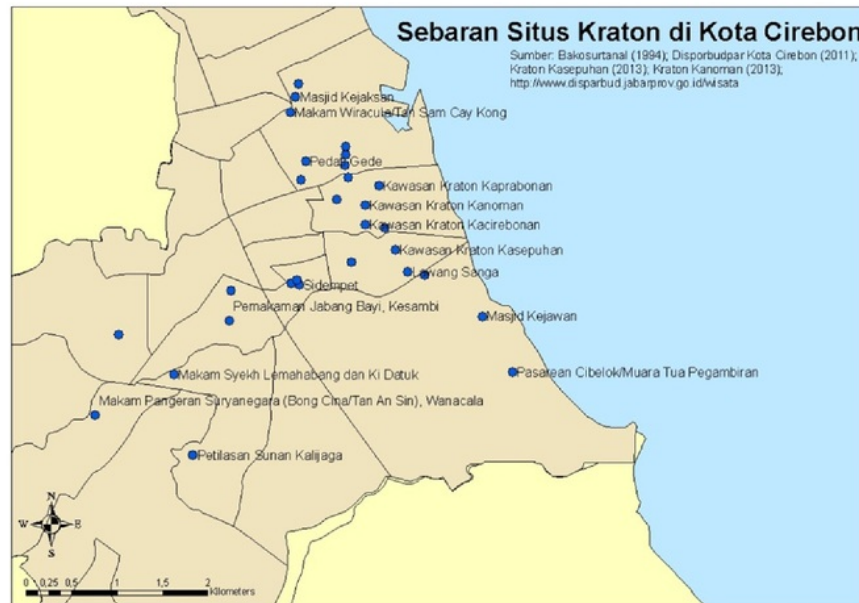 Sebaran Situs Kraton di Kota Cirebon
Sumber: Bakosurtanal (1994); Disporbudpar Kota Cirebon (2011);
Kraton Kasepuhan (2013); Kraton Kanoman (2013);
http://www.disparbud.jabarprov.go.id/wisata
Masjid Kejaksan
Makam Wiracula/Tan Sam Cay Kong
Pedati Gede
Kawasan Kraton Kaprabonan
Kawasan Kraton Kanoman
Kawasan Kraton Kacirebonan
Kawasan Kraton Kasepuhan
Lawang Sanga
Sidempet
Pemakaman Jabang Bayi, Kesambi
Masjid Kejawan
Pasarean Cibelok/Muara Tua Pegambiran
Makam Syekh Lemahabang dan Ki Datuk
Makam Pangeran Suryanegara (Bong Cina/Tan An Sin), Wanacala
Petilasan Sunan Kalijaga
N
W E
S
0 0,25 0,5 1 1,5 2
Kilometers